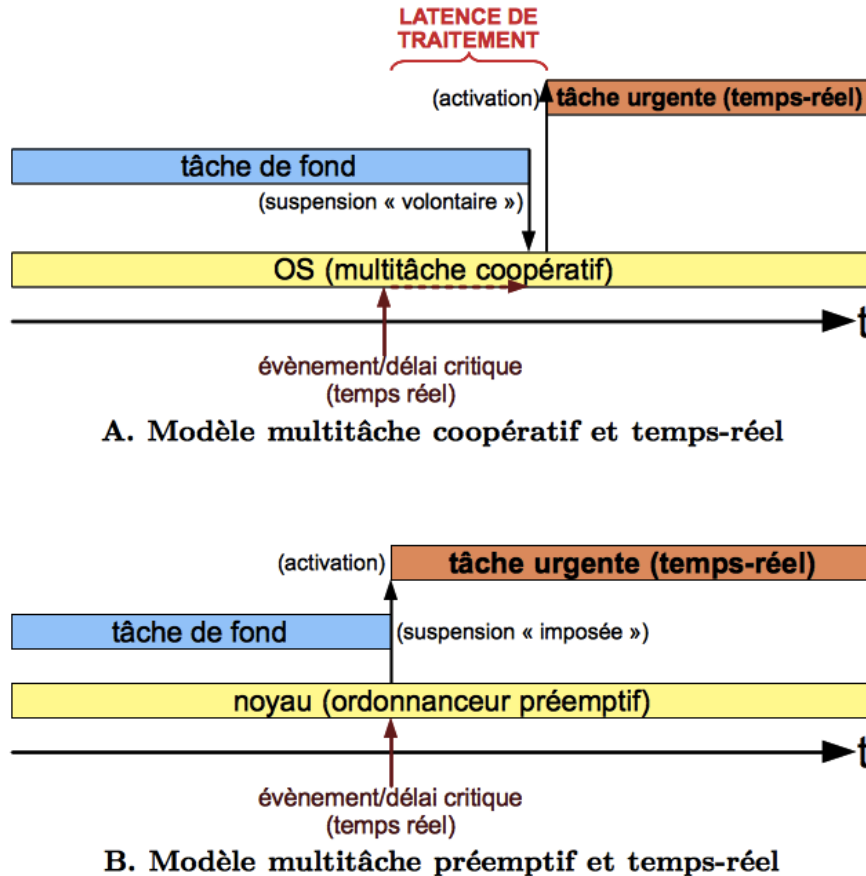 LATENCE DE
TRAITEMENT
(activation)
tâche urgente (temps-réel)
tâche de fond
(suspension « volontaire »)
OS (multitâche coopératif)
t
évènement/délai critique
(temps réel)
A. Modèle multitâche coopératif et temps-réel
(activation)
tâche urgente (temps-réel)
tâche de fond
(suspension « imposée »)
noyau (ordonnanceur préemptif)
t
évènement/délai critique
(temps réel)
B. Modèle multitâche préemptif et temps-réel